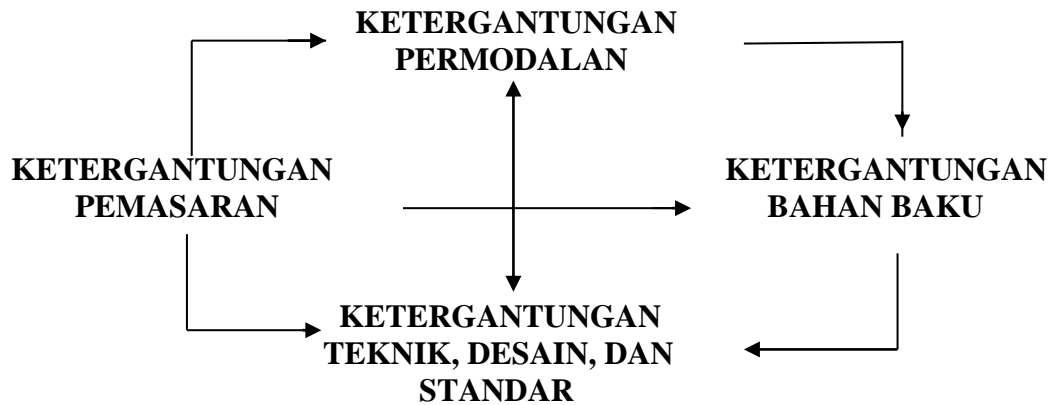 KETERGANTUNGAN
PERMODALAN
KETERGANTUNGAN
PEMASARAN
KETERGANTUNGAN
BAHAN BAKU
KETERGANTUNGAN
TEKNIK, DESAIN, DAN
STANDAR